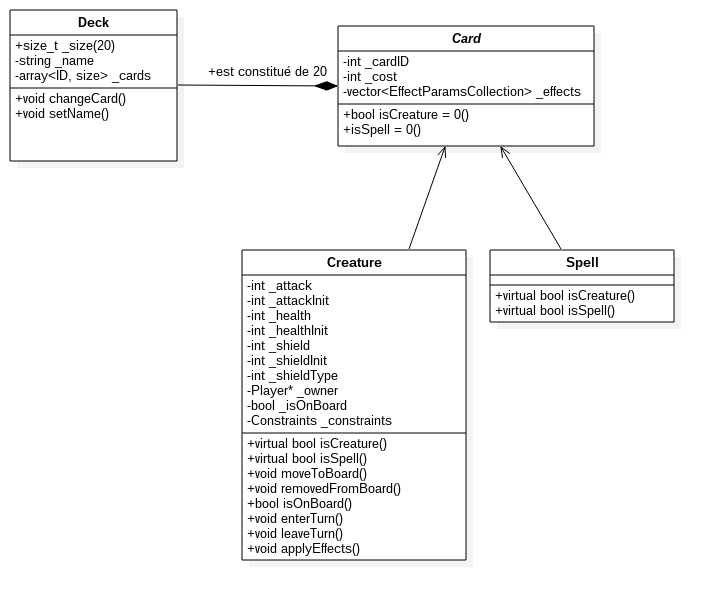 Deck
+size_t _size(20)
-string _name
-array<ID, size> _cards
+void changeCard()
+void setName()
+est constitué de 20
Card
-int _cardID
-int _cost
-vector<EffectParamsCollection> _effects
+bool isCreature = 0()
+isSpell = 0()
Creature
-int _attack
-int _attackInit
-int _health
-int _healthInit
-int _shield
-int _shieldInit
-int _shieldType
-Player* _owner
-bool _isOnBoard
-Constraints _constraints
+virtual bool isCreature()
+virtual bool isSpell()
+void moveToBoard()
+void removedFromBoard()
+bool isOnBoard()
+void enterTurn()
+void leaveTurn()
+void applyEffects()
Spell
+virtual bool isCreature()
+virtual bool isSpell()